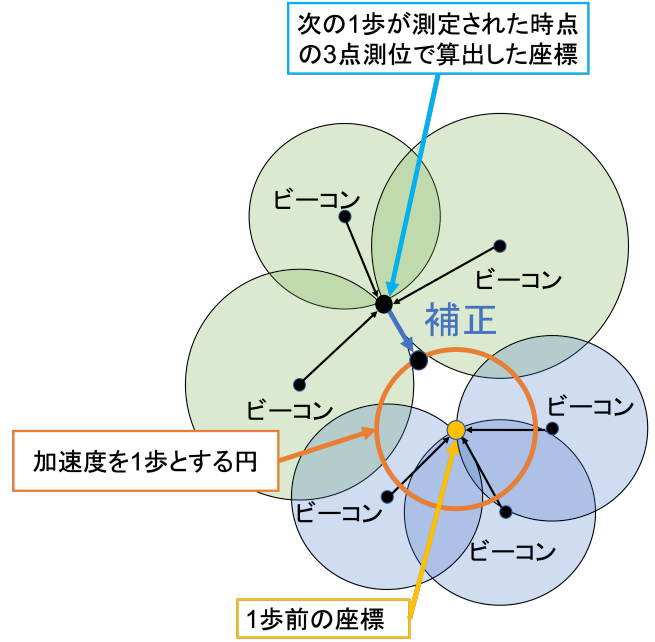 次の1歩が測定された時点
の3点測位で算出した座標
ビーコン
ビーコン
補正
ビーコン
ビーコン
加速度を1歩とする円
ビーコン
ビーコン
1歩前の座標